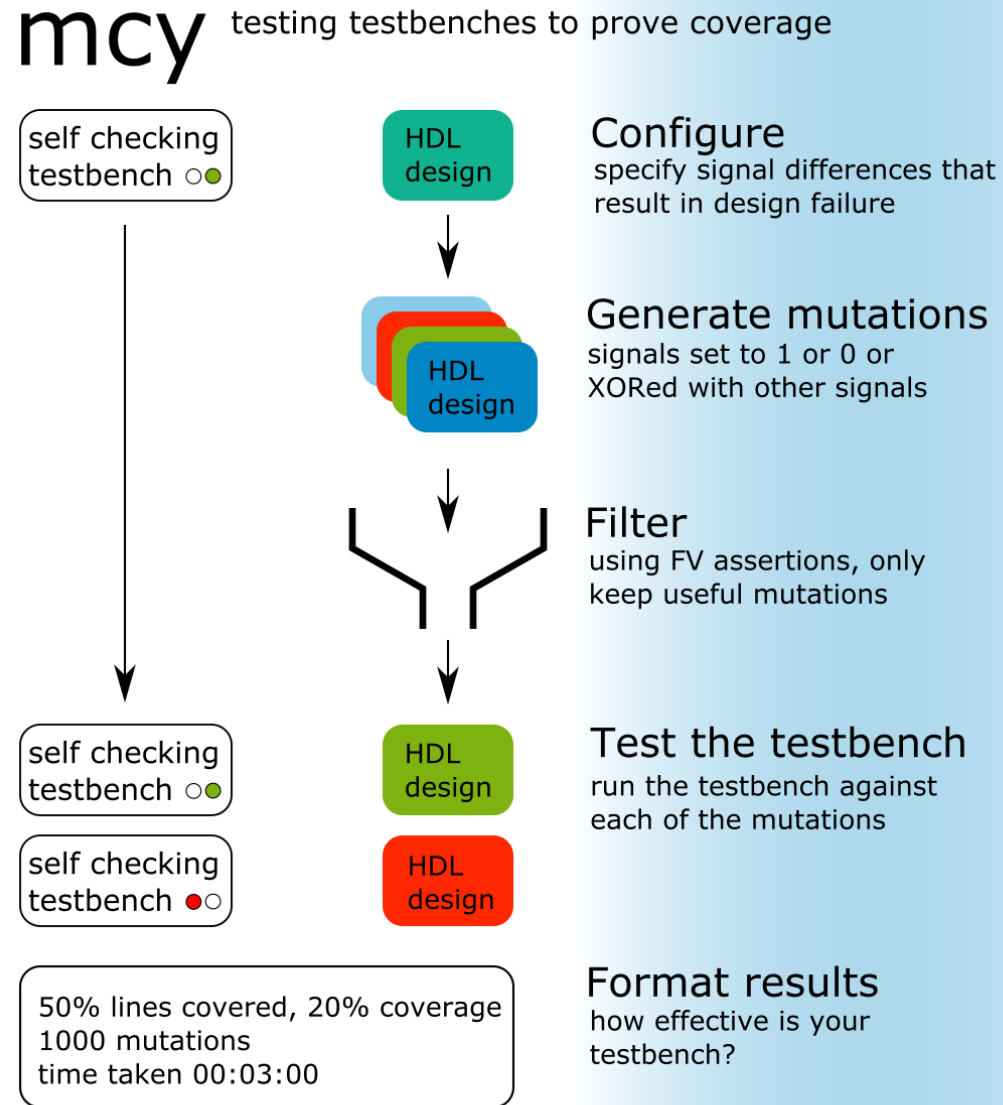 mcy testing testbenches to prove coverage
self checking
testbench
HDL
design
Configure
specify signal differences that
result in design failure
HDL
design
Generate mutations
signals set to 1 or 0 or
XORed with other signals
Filter
using FV assertions, only
keep useful mutations
self checking
testbench
HDL
design
Test the testbench
run the testbench against
each of the mutations
self checking
testbench
HDL
design
50% lines covered, 20% coverage
1000 mutations
time taken 00:03:00
Format results
how effective is your
testbench?